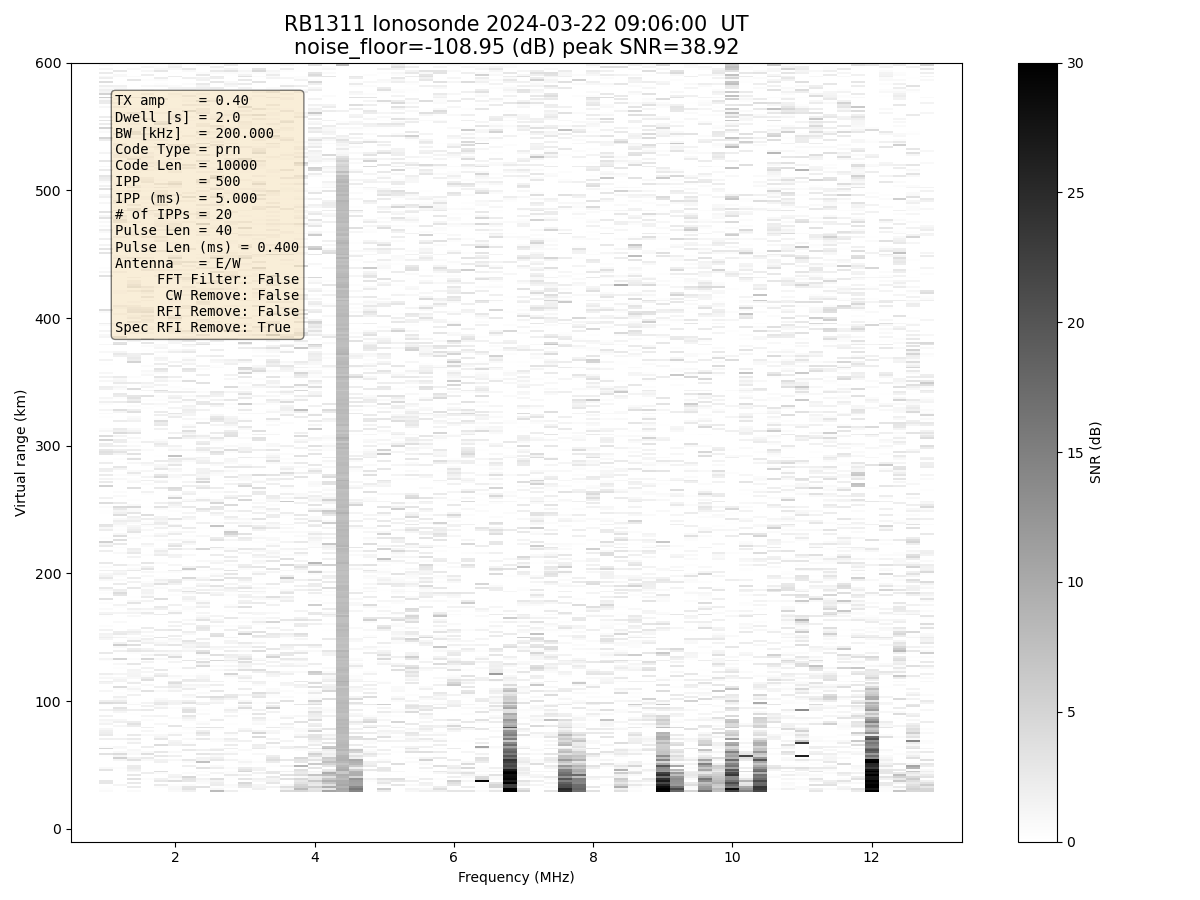 RB1311 Ionosonde 2024-03-22 09:06:00  UT
noise_floor=-108.95 (dB) peak SNR=38.92
TX amp    = 0.40
Dwell [s] = 2.0
BW [kHz]  = 200.000
Code Type = prn
Code Len  = 10000
IPP       = 500
IPP (ms)  = 5.000
# of IPPs = 20
Pulse Len = 40
Pulse Len (ms) = 0.400
Antenna   = E/W
FFT Filter: False
CW Remove: False
RFI Remove: False
Spec RFI Remove: True
600
500
400
300
200
100
0
Virtual range (km)
2 4 6 8 10 12
Frequency (MHz)
30
25
20
15
10
5
0
SNR (dB)